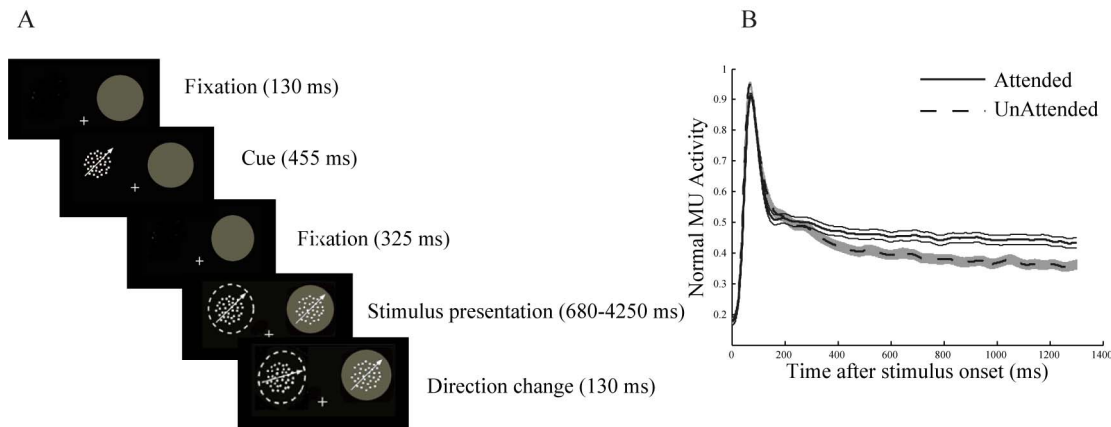 A
Fixation (130 ms)
Cue (455 ms)
Fixation (325 ms)
Stimulus presentation (680-4250 ms)
Direction change (130 ms)
B
Normal MU Activity
1
0.9
0.8
0.7
0.6
0.5
0.4
0.3
0.2
Attended
UnAttended
0 200 400 600 800 1000 1200 1400
Time after stimulus onset (ms)